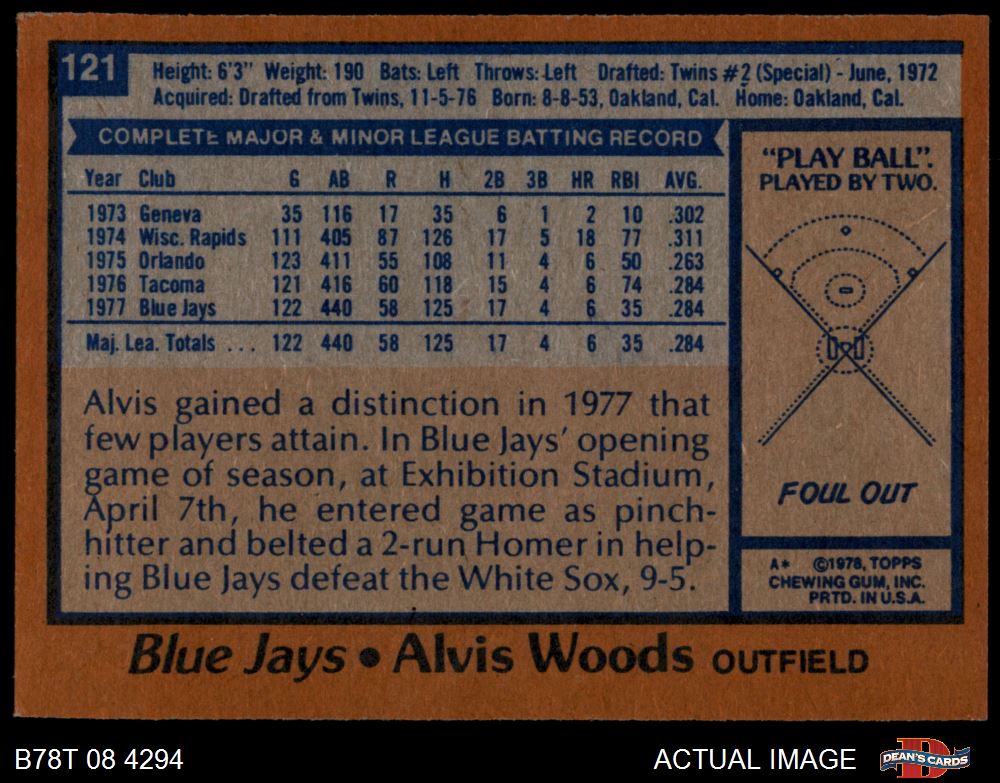 121
Height: 6'3" Weight: 190 Bats: Left Throws: Left Drafted: Twins #2 (Special) - June, 1972
Acquired: Drafted from Twins, 11-5-76 Born: 8-8-53, Oakland, Cal. Home: Oakland, Cal.
COMPLETE MAJOR & MINOR LEAGUE BATTING RECORD
Year Club G AB R H 2B 3B HR RBI AVG.
1973 Geneva 35 116 17 35 6 1 2 10 .302
1974 Wisc. Rapids 111 405 87 126 17 5 18 77 .311
1975 Orlando 123 411 55 108 11 4 6 50 .263
1976 Tacoma 121 416 60 118 15 4 6 74 .284
1977 Blue Jays 122 440 58 125 17 4 6 35 .284
Maj. Lea. Totals ... 122 440 58 125 17 4 6 35 .284
Alvis gained a distinction in 1977 that
few players attain. In Blue Jays' opening
game of season, at Exhibition Stadium,
April 7th, he entered game as pinch-
hitter and belted a 2-run Homer in help-
ing Blue Jays defeat the White Sox, 9-5.
"PLAY BALL".
PLAYED BY TWO.
FOUL OUT
A* ©1978, TOPPS
CHEWING GUM, INC.
PRTD. IN U.S.A.
Blue Jays • Alvis Woods OUTFIELD
B78T 08 4294
ACTUAL IMAGE
D
DEAN'S CARDS